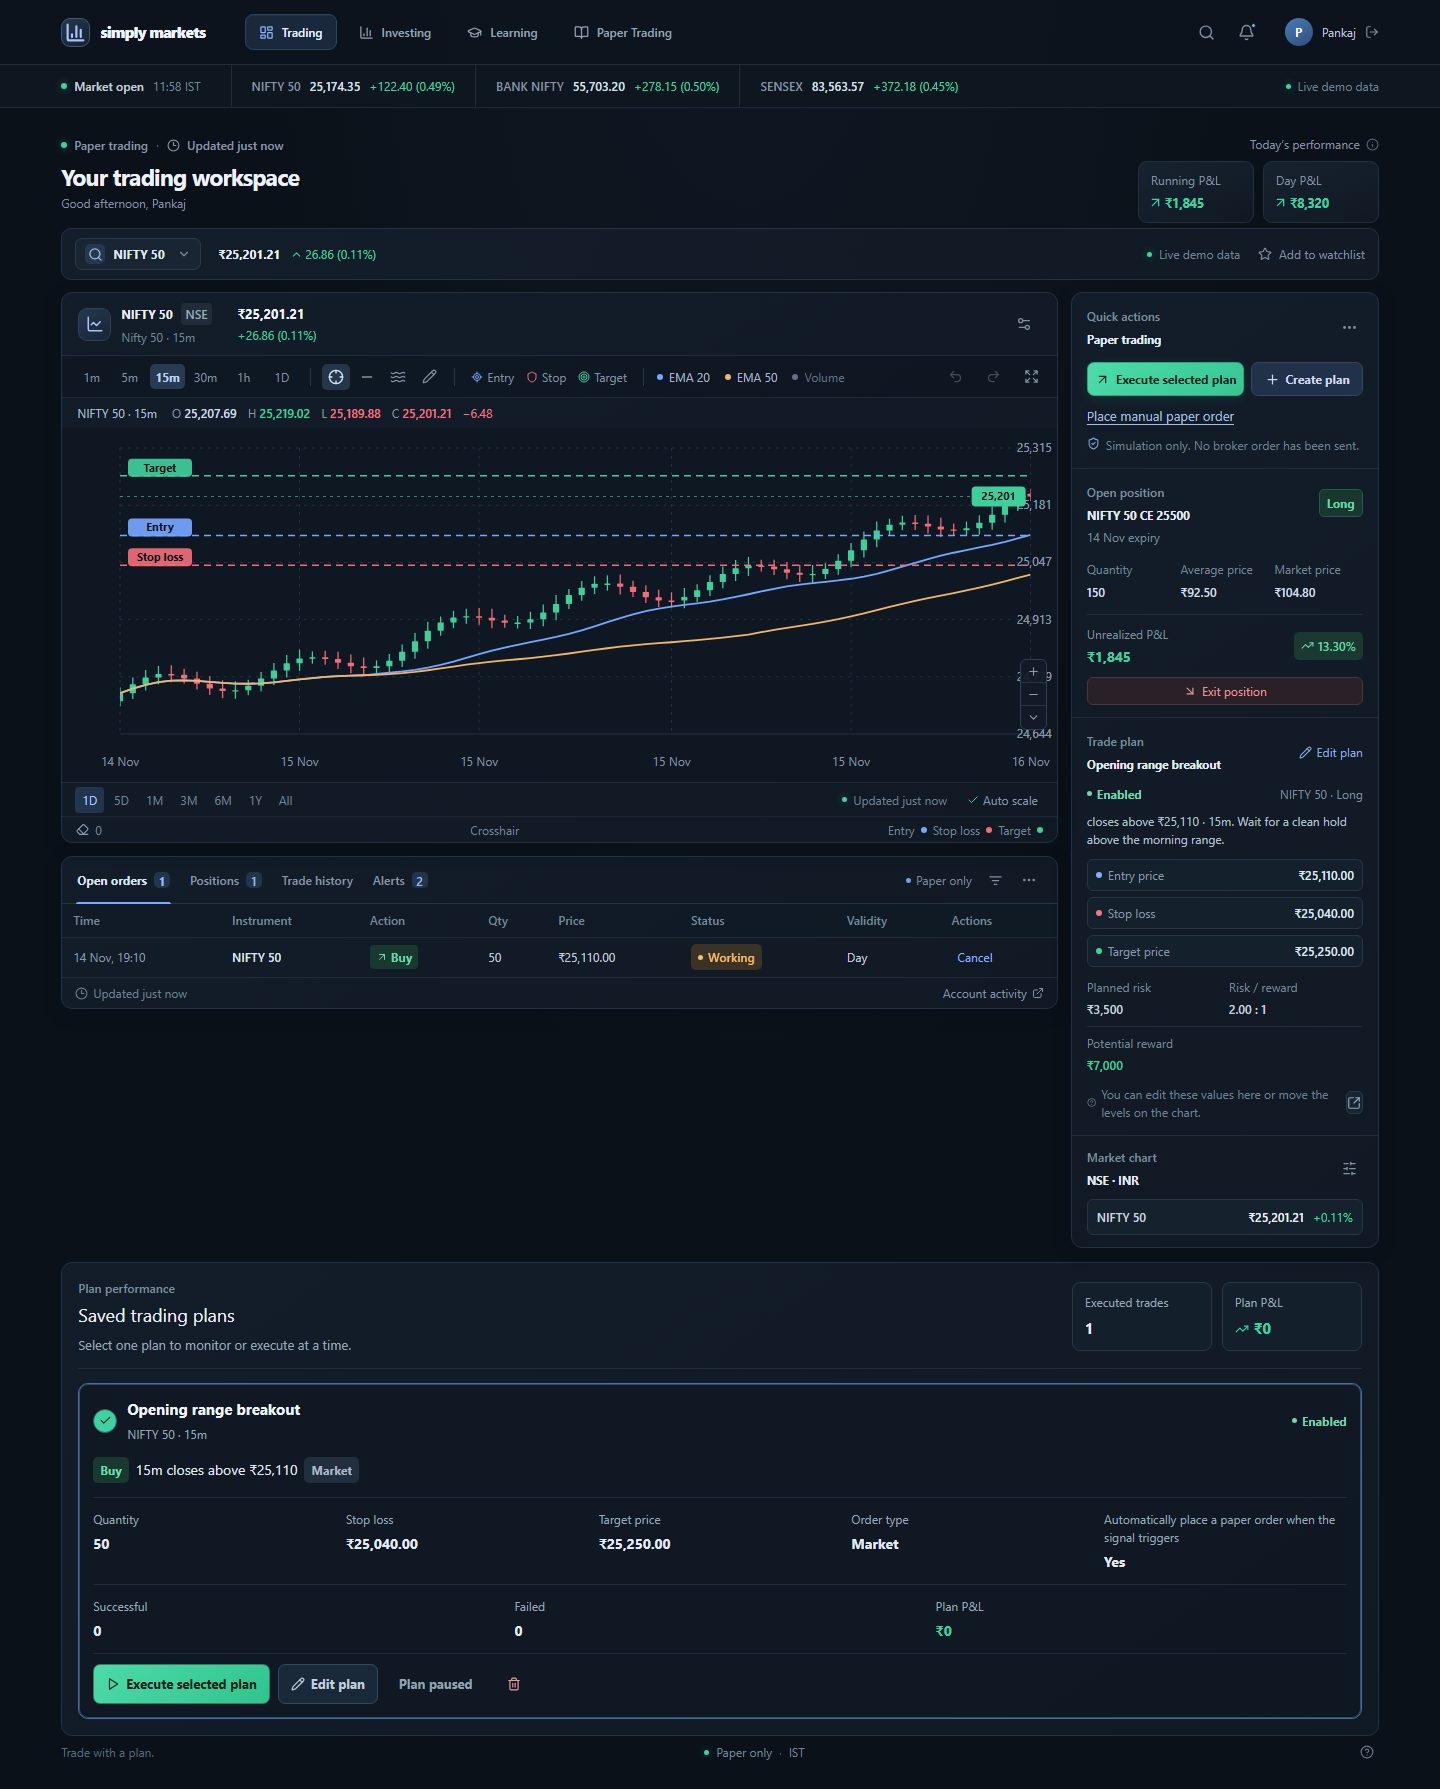 simply markets
Trading
Investing
Learning
Paper Trading
P
Pankaj
Market open 11:58 IST
NIFTY 50 25,174.35 +122.40 (0.49%)
BANK NIFTY 55,703.20 +278.15 (0.50%)
SENSEX 83,563.57 +372.18 (0.45%)
Live demo data
Paper trading · Updated just now
Your trading workspace
Good afternoon, Pankaj
Today's performance
Running P&L
₹1,845
Day P&L
₹8,320
NIFTY 50
₹25,201.21 26.86 (0.11%)
Live demo data
Add to watchlist
NIFTY 50 NSE
Nifty 50 · 15m
₹25,201.21
+26.86 (0.11%)
1m 5m 15m 30m 1h 1D
Entry Stop Target
EMA 20 EMA 50 Volume
NIFTY 50 · 15m O 25,207.69 H 25,219.02 L 25,189.88 C 25,201.21 −6.48
25,315
Target
25,201
25,181
Entry
Stop loss
25,047
24,913
24,644
14 Nov 15 Nov 15 Nov 15 Nov 15 Nov 16 Nov
1D 5D 1M 3M 6M 1Y All
Updated just now
Auto scale
0
Crosshair
Entry Stop loss Target
Open orders 1
Positions 1
Trade history
Alerts 2
Paper only
Time Instrument Action Qty Price Status Validity Actions
14 Nov, 19:10 NIFTY 50 Buy 50 ₹25,110.00 Working Day Cancel
Updated just now
Account activity
Quick actions
Paper trading
Execute selected plan
Create plan
Place manual paper order
Simulation only. No broker order has been sent.
Open position
NIFTY 50 CE 25500
14 Nov expiry
Long
Quantity Average price Market price
150 ₹92.50 ₹104.80
Unrealized P&L
₹1,845
13.30%
Exit position
Trade plan
Opening range breakout
Edit plan
Enabled
NIFTY 50 · Long
closes above ₹25,110 · 15m. Wait for a clean hold
above the morning range.
Entry price ₹25,110.00
Stop loss ₹25,040.00
Target price ₹25,250.00
Planned risk Risk / reward
₹3,500 2.00 : 1
Potential reward
₹7,000
You can edit these values here or move the
levels on the chart.
Market chart
NSE · INR
NIFTY 50 ₹25,201.21 +0.11%
Plan performance
Saved trading plans
Select one plan to monitor or execute at a time.
Executed trades
1
Plan P&L
₹0
Opening range breakout
NIFTY 50 · 15m
Enabled
Buy 15m closes above ₹25,110 Market
Quantity
50
Stop loss
₹25,040.00
Target price
₹25,250.00
Order type
Market
Automatically place a paper order when the
signal triggers
Yes
Successful
0
Failed
0
Plan P&L
₹0
Execute selected plan
Edit plan
Plan paused
Trade with a plan.
Paper only · IST